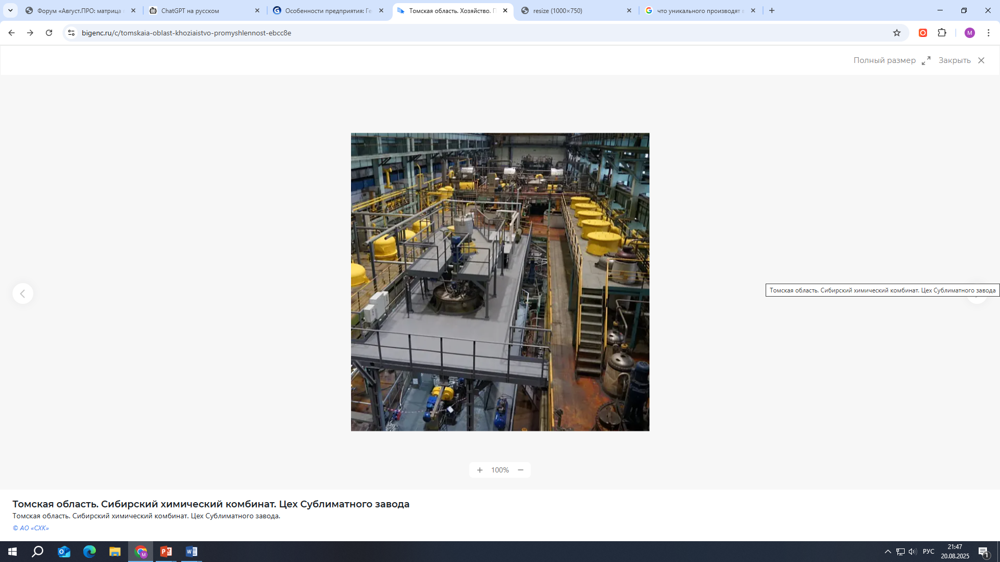 Форум «Август.ПРО: матрица
ChatGPT на русском
Особенности предприятия: Ге
Томская область. Хозяйство. П
resize (1000×750)
что уникального производят в
bigenc.ru/c/tomskaia-oblast-khoziaistvo-promyshlennost-ebcc8e
M
Полный размер
Закрыть
Томская область. Сибирский химический комбинат. Цех Сублиматного завода
+ 100% −
Томская область. Сибирский химический комбинат. Цех Сублиматного завода
Томская область. Сибирский химический комбинат. Цех Сублиматного завода.
© АО «СХК»
РУС
21:47
20.08.2025
1